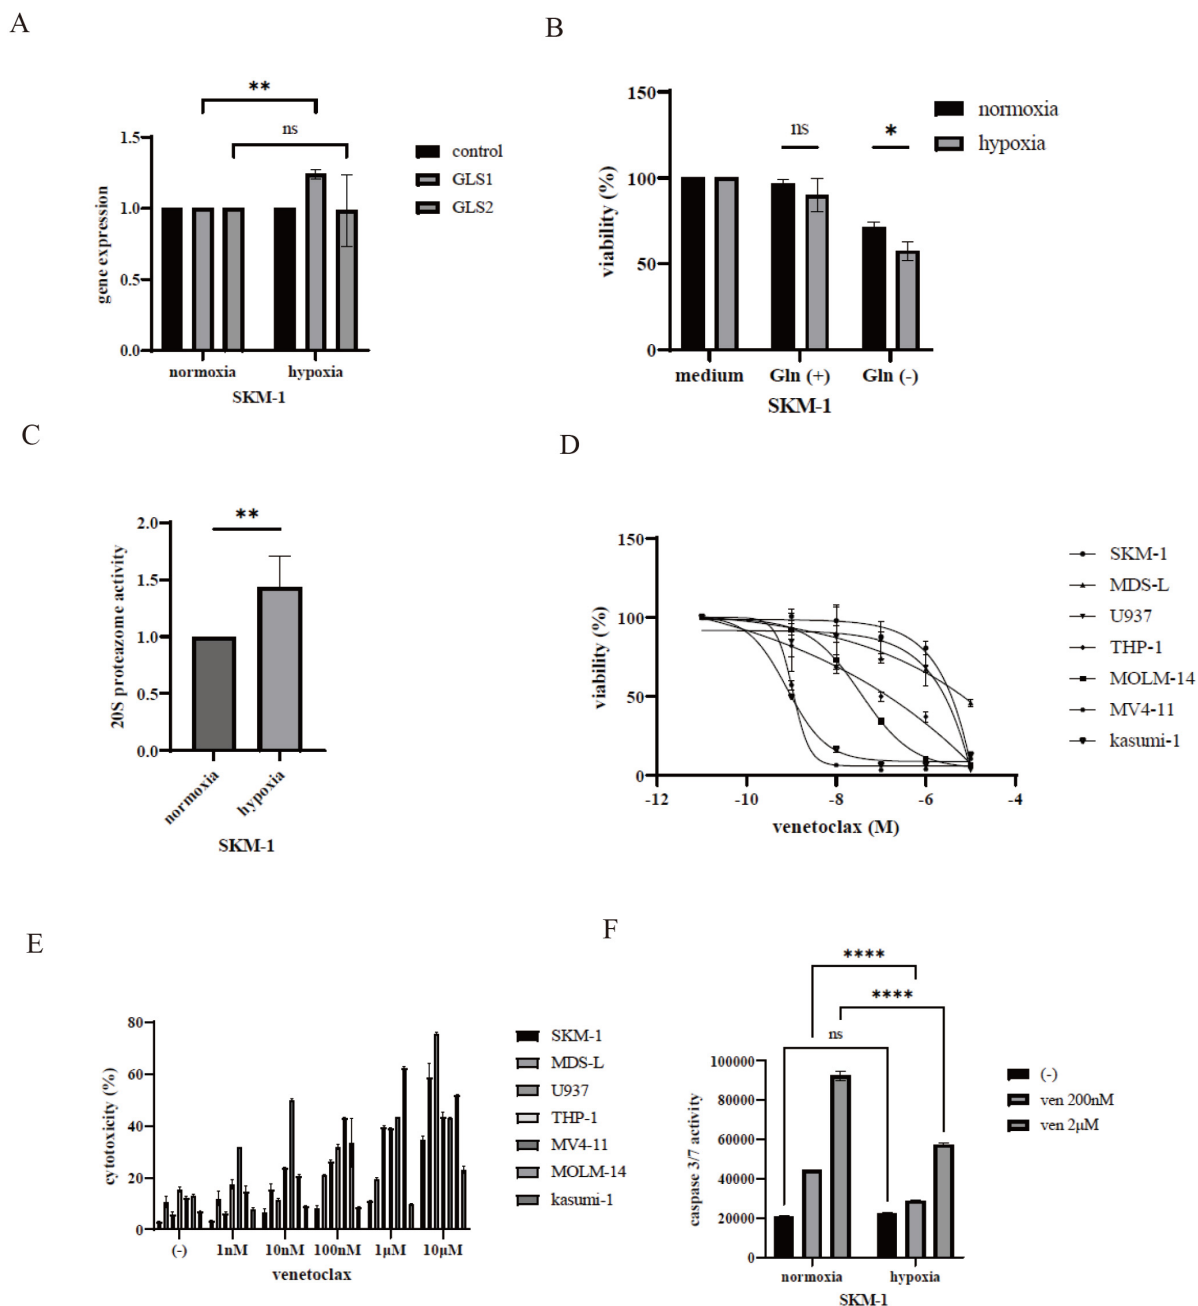 A
**
ns
1.5
1.0
0.5
0.0
gene expression
normoxia hypoxia
SKM-1
control
GLS1
GLS2
B
150
100
50
0
viability (%)
ns
*
normoxia
hypoxia
medium Gln (+) Gln (-)
SKM-1
C
**
2.0
1.5
1.0
0.5
0.0
20S proteazome activity
normoxia
hypoxia
SKM-1
D
150
100
50
0
viability (%)
-12 -10 -8 -6 -4
venetoclax (M)
SKM-1
MDS-L
U937
THP-1
MOLM-14
MV4-11
kasumi-1
E
80
60
40
20
0
cytotoxicity (%)
(-) 1nM 10nM 100nM 1μM 10μM
venetoclax
SKM-1
MDS-L
U937
THP-1
MV4-11
MOLM-14
kasumi-1
F
****
****
ns
100000
80000
60000
40000
20000
0
caspase 3/7 activity
normoxia hypoxia
SKM-1
(-)
ven 200nM
ven 2μM